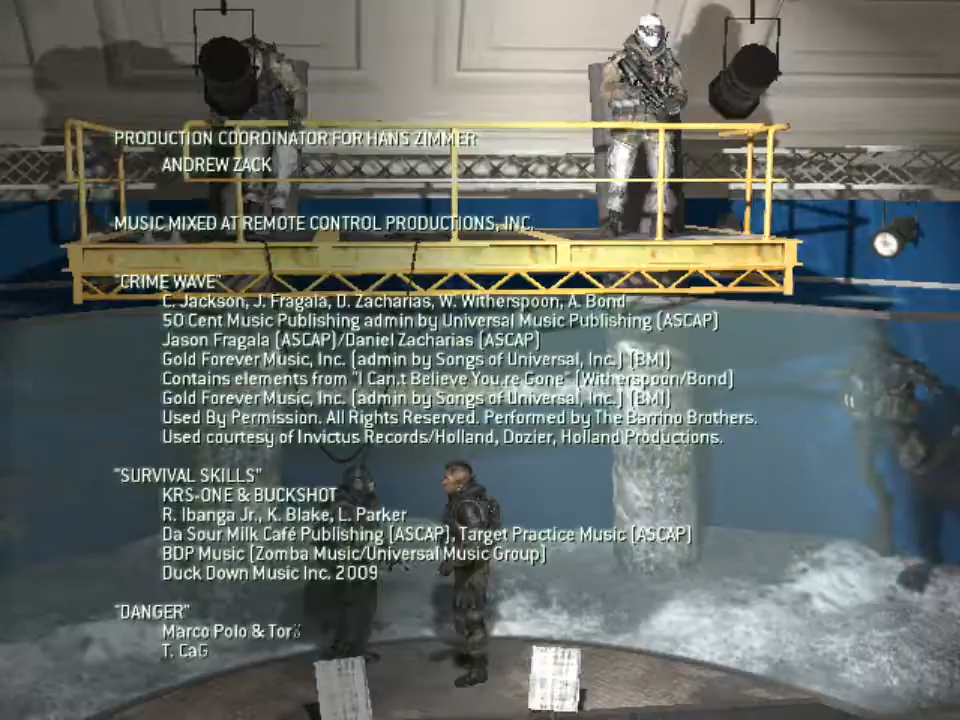 PRODUCTION COORDINATOR FOR HANS ZIMMER
ANDREW ZACK
MUSIC MIXED AT REMOTE CONTROL PRODUCTIONS, INC.
"CRIME WAVE"
C. Jackson, J. Fragala, D. Zacharias, W. Witherspoon, A. Bond
50 Cent Music Publishing admin by Universal Music Publishing (ASCAP)
Jason Fragala (ASCAP)/Daniel Zacharias (ASCAP)
Gold Forever Music, Inc. (admin by Songs of Universal, Inc.) (BMI)
Contains elements from "I Can,t Believe You,re Gone" (Witherspoon/Bond)
Gold Forever Music, Inc. (admin by Songs of Universal, Inc.) (BMI)
Used By Permission. All Rights Reserved. Performed by The Barrino Brothers.
Used courtesy of Invictus Records/Holland, Dozier, Holland Productions.
"SURVIVAL SKILLS"
KRS-ONE & BUCKSHOT
R. Ibanga Jr., K. Blake, L. Parker
Da Sour Milk Café Publishing (ASCAP), Target Practice Music (ASCAP)
BDP Music (Zomba Music/Universal Music Group)
Duck Down Music Inc. 2009
"DANGER"
Marco Polo & Tor
T. CaG